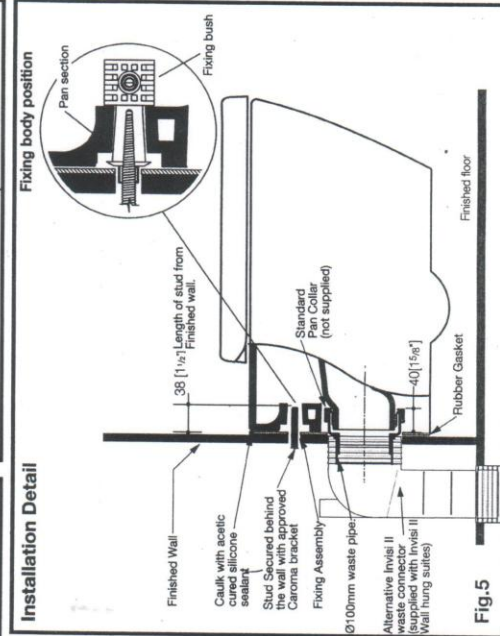 Installation Detail
Fixing body position
Pan section
Fixing bush
38 [1½"] Length of stud from
Finished wall.
Finished Wall
Caulk with acetic
cured silicone
sealant
Stud Secured behind
the wall with approved
Caroma bracket
Fixing Assembly
Standard
Pan Collar
(not supplied)
Ø100mm waste pipe
40[1⅝"]
Alternative Invisi II
waste connector
(supplied with Invisi II
Wall hung suites)
Rubber Gasket
Finished floor
Fig.5